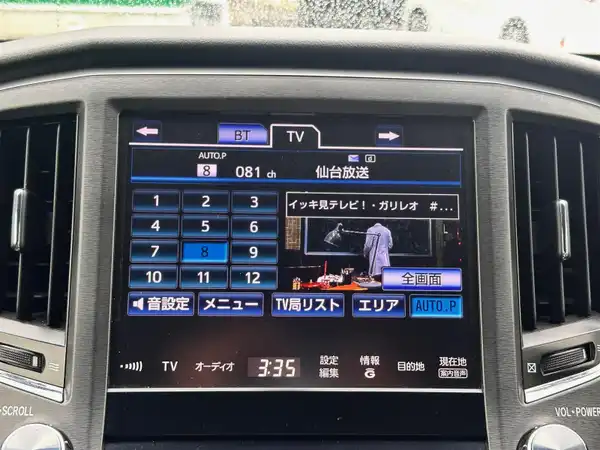 BT TV
AUTO.P
8 081 ch 仙台放送
1 2 3
イッキ見テレビ！・ガリレオ #...
4 5 6
7 8 9
10 11 12
全画面
音設定 メニュー TV局リスト エリア AUTO.P
TV オーディオ 3:35 設定編集 情報 G 目的地 現在地 案内音声
SCROLL
VOL・POWER